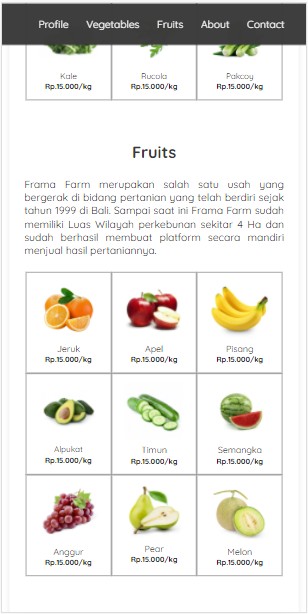 Profile Vegetables Fruits About Contact
Kale Rucola Pakcoy
Rp.15.000/kg Rp.15.000/kg Rp.15.000/kg
Fruits
Frama Farm merupakan salah satu usah yang
bergerak di bidang pertanian yang telah berdiri sejak
tahun 1999 di Bali. Sampai saat ini Frama Farm sudah
memiliki Luas Wilayah perkebunan sekitar 4 Ha dan
sudah berhasil membuat platform secara mandiri
menjual hasil pertaniannya.
Jeruk Apel Pisang
Rp.15.000/kg Rp.15.000/kg Rp.15.000/kg
Alpukat Timun Semangka
Rp.15.000/kg Rp.15.000/kg Rp.15.000/kg
Anggur Pear Melon
Rp.15.000/kg Rp.15.000/kg Rp.15.000/kg